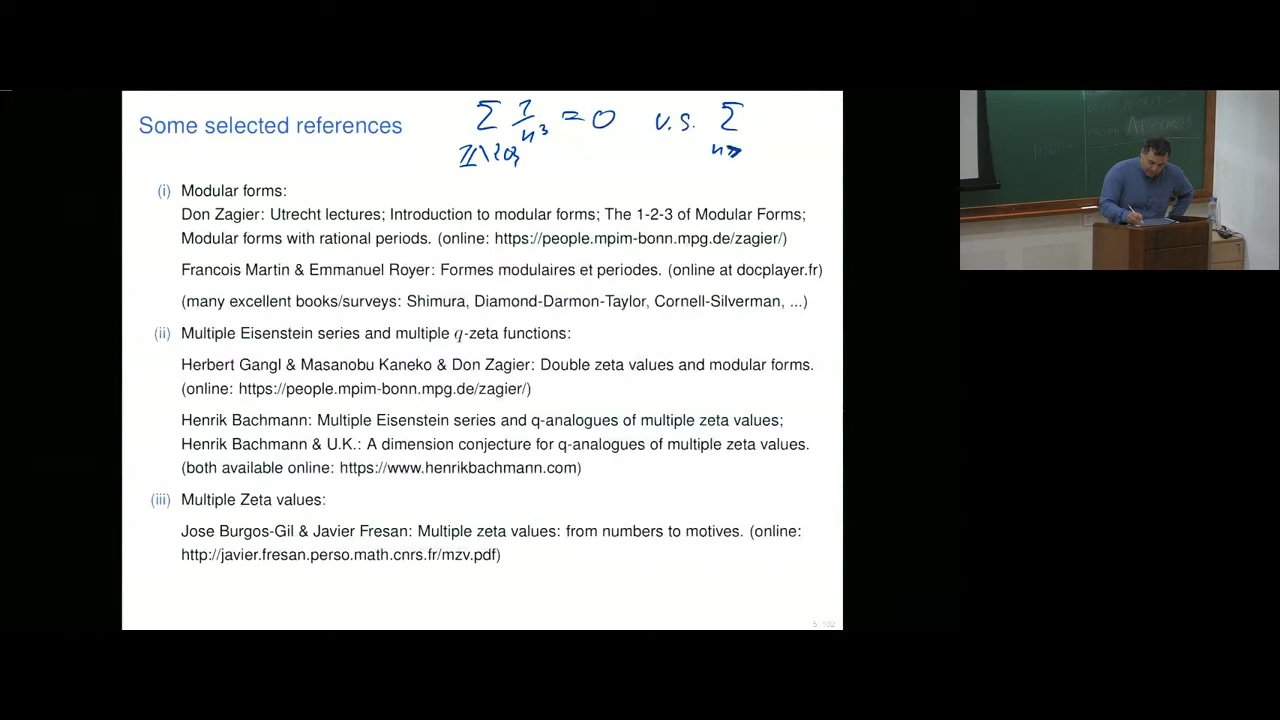 Some selected references
∑ 1/n³ = 0 v.s. ∑
ℤ\{0} n>
(i) Modular forms:
Don Zagier: Utrecht lectures; Introduction to modular forms; The 1-2-3 of Modular Forms;
Modular forms with rational periods. (online: https://people.mpim-bonn.mpg.de/zagier/)
Francois Martin & Emmanuel Royer: Formes modulaires et periodes. (online at docplayer.fr)
(many excellent books/surveys: Shimura, Diamond-Darmon-Taylor, Cornell-Silverman, ...)
(ii) Multiple Eisenstein series and multiple q-zeta functions:
Herbert Gangl & Masanobu Kaneko & Don Zagier: Double zeta values and modular forms.
(online: https://people.mpim-bonn.mpg.de/zagier/)
Henrik Bachmann: Multiple Eisenstein series and q-analogues of multiple zeta values;
Henrik Bachmann & U.K.: A dimension conjecture for q-analogues of multiple zeta values.
(both available online: https://www.henrikbachmann.com)
(iii) Multiple Zeta values:
Jose Burgos-Gil & Javier Fresan: Multiple zeta values: from numbers to motives. (online:
http://javier.fresan.perso.math.cnrs.fr/mzv.pdf)
5 / 102